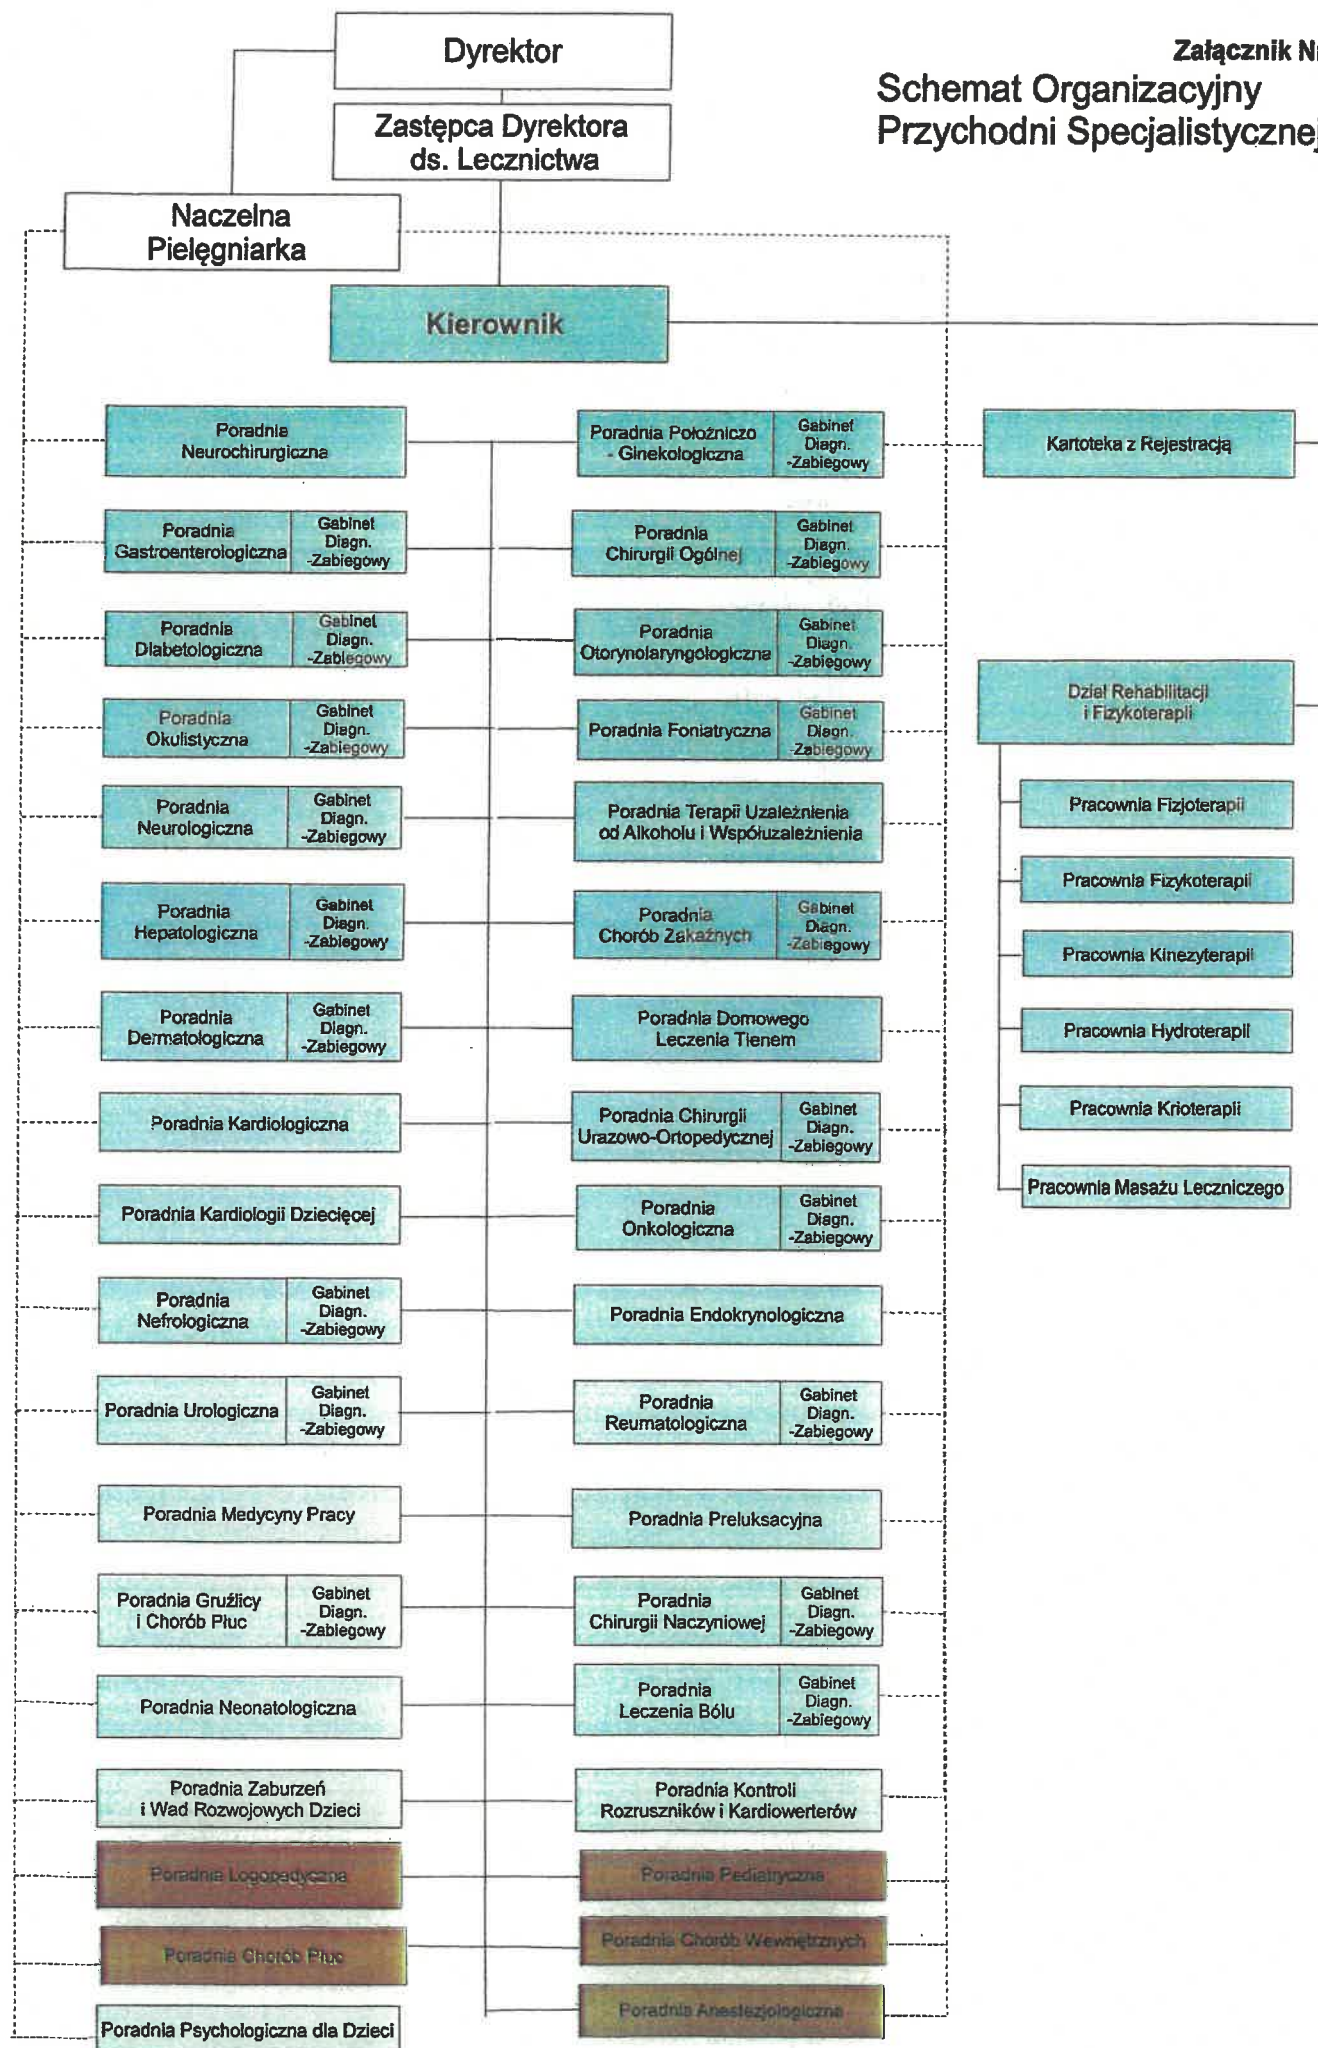 Dyrektor
Załącznik Nr
Schemat Organizacyjny
Przychodni Specjalistycznej
Zastępca Dyrektora
ds. Lecznictwa
Naczelna
Pielęgniarka
Kierownik
Poradnia
Neurochirurgiczna
Poradnia Położniczo
- Ginekologiczna
Gabinet
Diagn.
-Zabiegowy
Kartoteka z Rejestracją
Poradnia
Gastroenterologiczna
Gabinet
Diagn.
-Zabiegowy
Poradnia
Chirurgii Ogólnej
Gabinet
Diagn.
-Zabiegowy
Poradnia
Diabetologiczna
Gabinet
Diagn.
-Zabiegowy
Poradnia
Otorynolaryngologiczna
Gabinet
Diagn.
-Zabiegowy
Dział Rehabilitacji
i Fizykoterapii
Poradnia
Okulistyczna
Gabinet
Diagn.
-Zabiegowy
Poradnia Foniatryczna
Gabinet
Diagn.
-Zabiegowy
Pracownia Fizjoterapii
Poradnia
Neurologiczna
Gabinet
Diagn.
-Zabiegowy
Poradnia Terapii Uzależnienia
od Alkoholu i Współuzależnienia
Pracownia Fizykoterapii
Poradnia
Hepatologiczna
Gabinet
Diagn.
-Zabiegowy
Poradnia
Chorób Zakaźnych
Gabinet
Diagn.
-Zabiegowy
Pracownia Kinezyterapii
Poradnia
Dermatologiczna
Gabinet
Diagn.
-Zabiegowy
Poradnia Domowego
Leczenia Tlenem
Pracownia Hydroterapii
Poradnia Kardiologiczna
Poradnia Chirurgii
Urazowo-Ortopedycznej
Gabinet
Diagn.
-Zabiegowy
Pracownia Krioterapii
Pracownia Masażu Leczniczego
Poradnia Kardiologii Dziecięcej
Poradnia
Onkologiczna
Gabinet
Diagn.
-Zabiegowy
Poradnia
Nefrologiczna
Gabinet
Diagn.
-Zabiegowy
Poradnia Endokrynologiczna
Poradnia Urologiczna
Gabinet
Diagn.
-Zabiegowy
Poradnia
Reumatologiczna
Gabinet
Diagn.
-Zabiegowy
Poradnia Medycyny Pracy
Poradnia Preluksacyjna
Poradnia Gruźlicy
i Chorób Płuc
Gabinet
Diagn.
-Zabiegowy
Poradnia
Chirurgii Naczyniowej
Gabinet
Diagn.
-Zabiegowy
Poradnia Neonatologiczna
Poradnia
Leczenia Bólu
Gabinet
Diagn.
-Zabiegowy
Poradnia Zaburzeń
i Wad Rozwojowych Dzieci
Poradnia Kontroli
Rozruszników i Kardiowerterów
Poradnia Logopedyczna
Poradnia Pediatryczna
Poradnia Chorób Płuc
Poradnia Chorób Wewnętrznych
Poradnia Anestezjologiczna
Poradnia Psychologiczna dla Dzieci